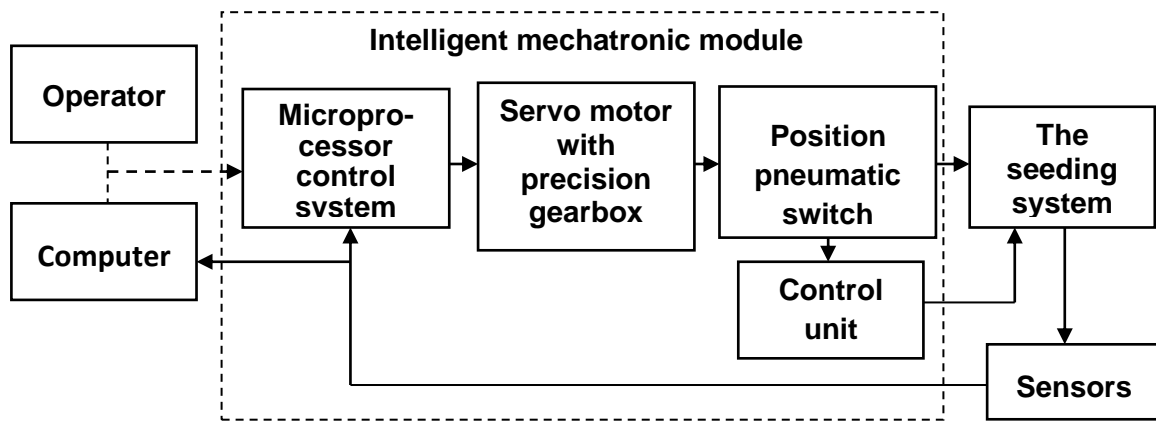 Intelligent mechatronic module
Operator
Micropro-
cessor
control
system
Servo motor
with
precision
gearbox
Position
pneumatic
switch
The
seeding
system
Computer
Control
unit
Sensors